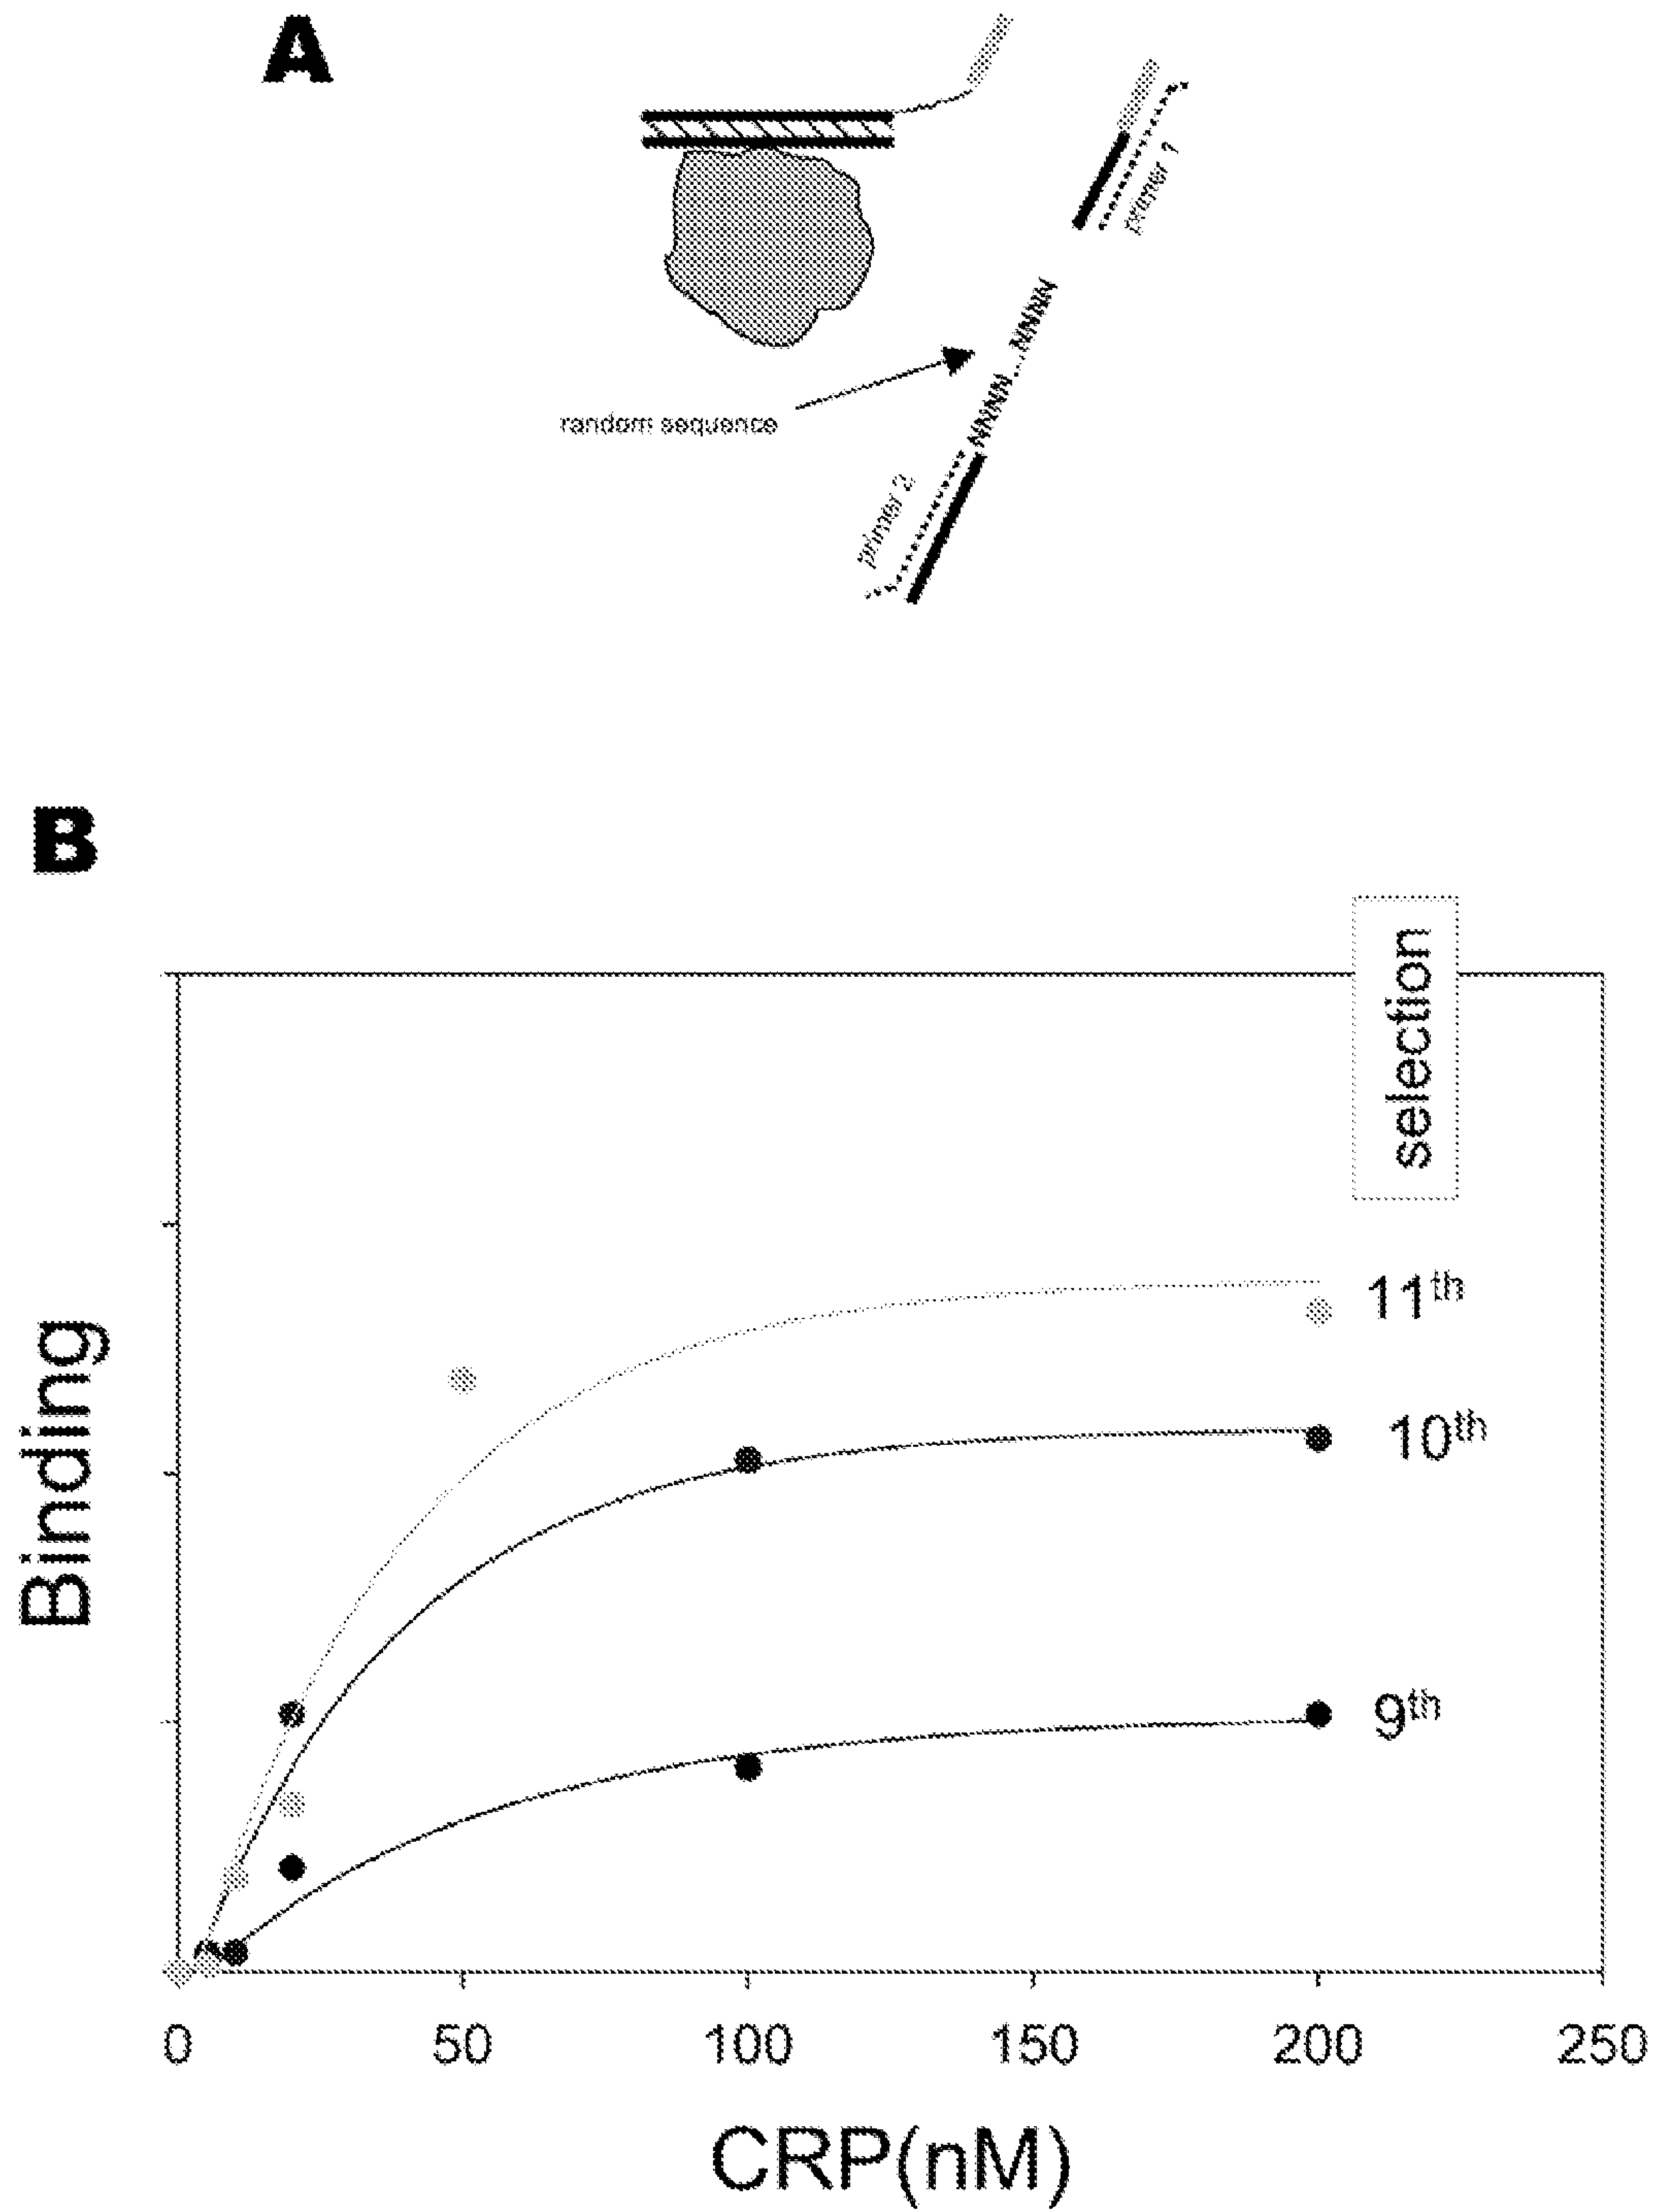 A
primer 1
NNNN...NNNN
random sequence
primer 2
B
selection
11th
10th
9th
Binding
0 50 100 150 200 250
CRP(nM)